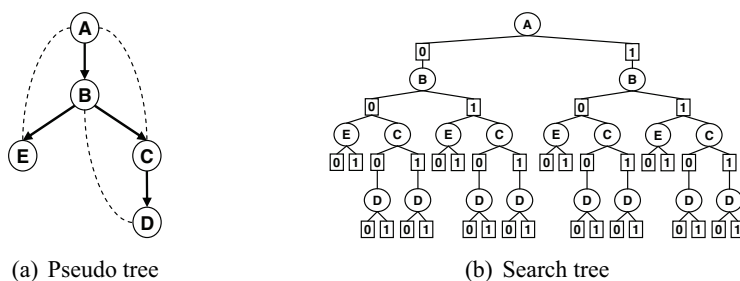 A
B
E
C
D
(a) Pseudo tree
A
0 1
B B
0 1 0 1
E C E C E C E C
0 1 0 1 0 1 0 1 0 1 0 1 0 1 0 1
D D D D D D D D
0 1 0 1 0 1 0 1 0 1 0 1 0 1 0 1
(b) Search tree